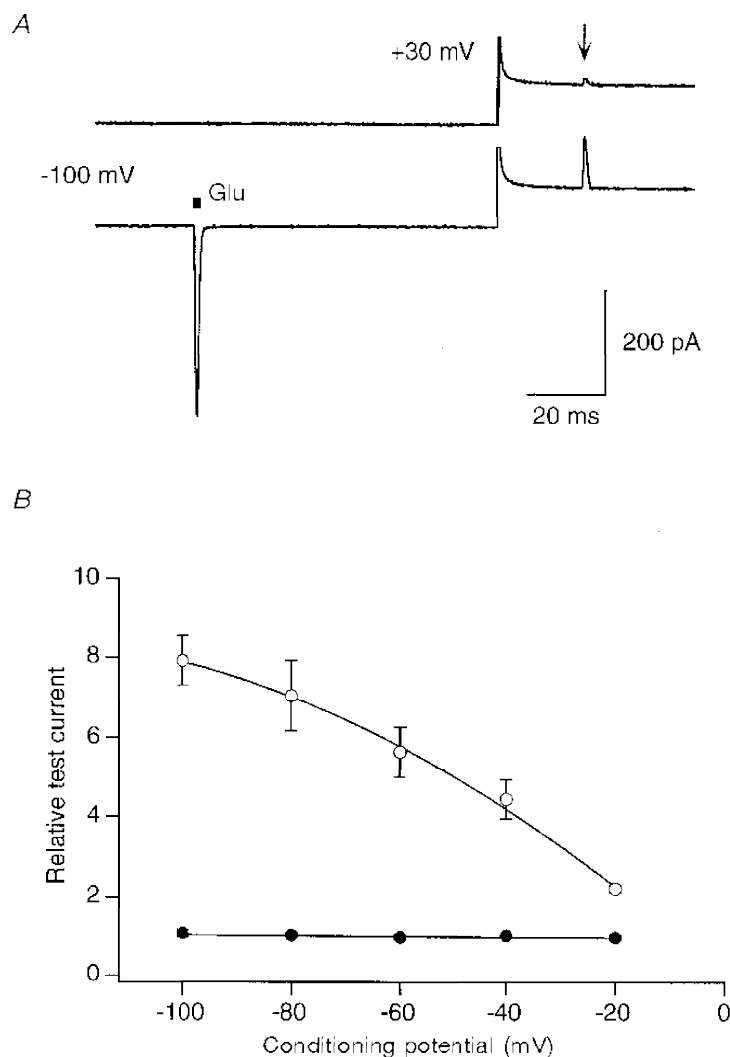 A
+30 mV
-100 mV
Glu
200 pA
20 ms
B
Relative test current
10
8
6
4
2
0
-100
-80
-60
-40
-20
0
Conditioning potential (mV)